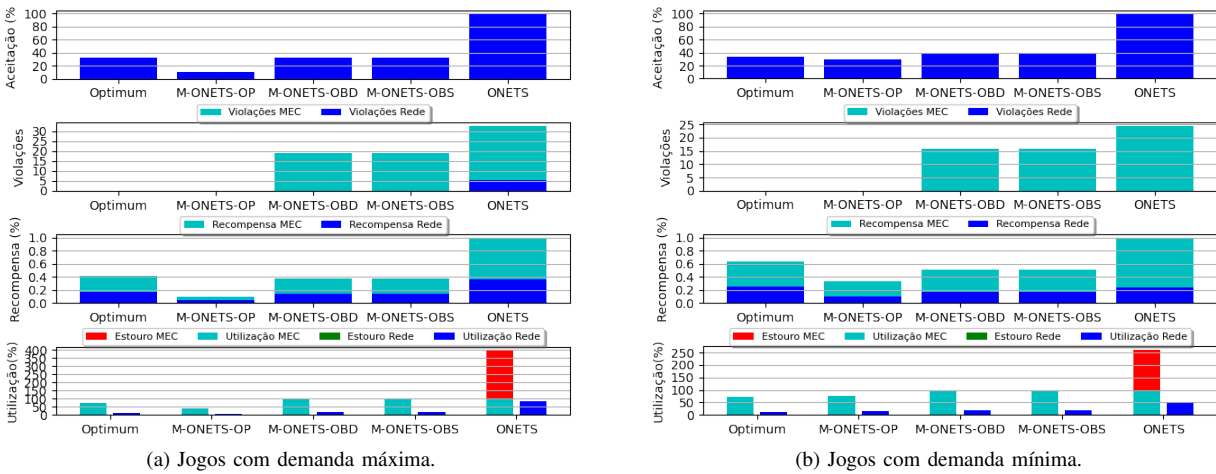 Aceitação (%
100
80
60
40
20
0
Optimum M-ONETS-OP M-ONETS-OBD M-ONETS-OBS ONETS
Violações MEC Violações Rede
Violações
30
25
20
15
10
5
0
Optimum M-ONETS-OP M-ONETS-OBD M-ONETS-OBS ONETS
Recompensa MEC Recompensa Rede
Recompensa (%)
1.0
0.8
0.6
0.4
0.2
0.0
Optimum M-ONETS-OP M-ONETS-OBD M-ONETS-OBS ONETS
Estouro MEC Utilização MEC Estouro Rede Utilização Rede
Utilização(%)
400
350
300
250
200
150
100
50
0
Optimum M-ONETS-OP M-ONETS-OBD M-ONETS-OBS ONETS
(a) Jogos com demanda máxima.
Aceitação (%
100
80
60
40
20
0
Optimum M-ONETS-OP M-ONETS-OBD M-ONETS-OBS ONETS
Violações MEC Violações Rede
Violações
25
20
15
10
5
0
Optimum M-ONETS-OP M-ONETS-OBD M-ONETS-OBS ONETS
Recompensa MEC Recompensa Rede
Recompensa (%)
1.0
0.8
0.6
0.4
0.2
0.0
Optimum M-ONETS-OP M-ONETS-OBD M-ONETS-OBS ONETS
Estouro MEC Utilização MEC Estouro Rede Utilização Rede
Utilização(%)
250
200
150
100
50
0
Optimum M-ONETS-OP M-ONETS-OBD M-ONETS-OBS ONETS
(b) Jogos com demanda mínima.